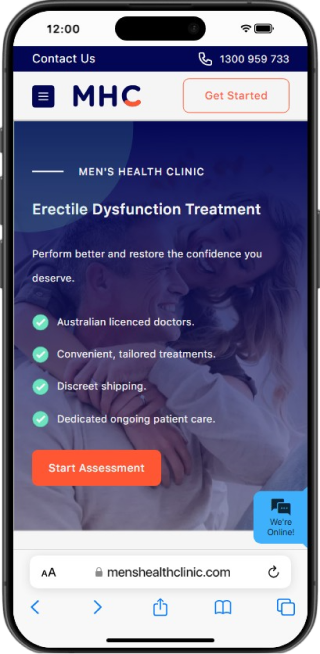 12:00
Contact Us 1300 959 733
MHC Get Started
MEN'S HEALTH CLINIC
Erectile Dysfunction Treatment
Perform better and restore the confidence you
deserve.
Australian licenced doctors.
Convenient, tailored treatments.
Discreet shipping.
Dedicated ongoing patient care.
Start Assessment
We're
Online!
AA menshealthclinic.com